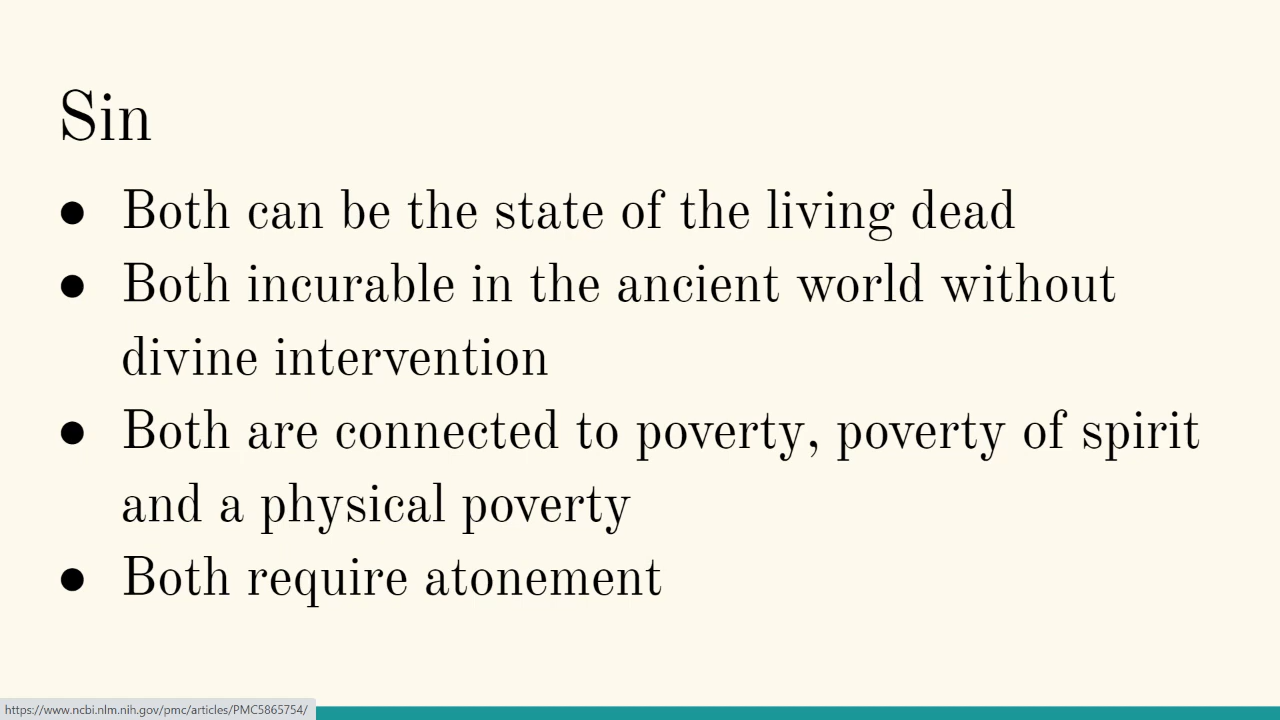 Sin
● Both can be the state of the living dead
● Both incurable in the ancient world without
divine intervention
● Both are connected to poverty, poverty of spirit
and a physical poverty
● Both require atonement
https://www.ncbi.nlm.nih.gov/pmc/articles/PMC5865754/